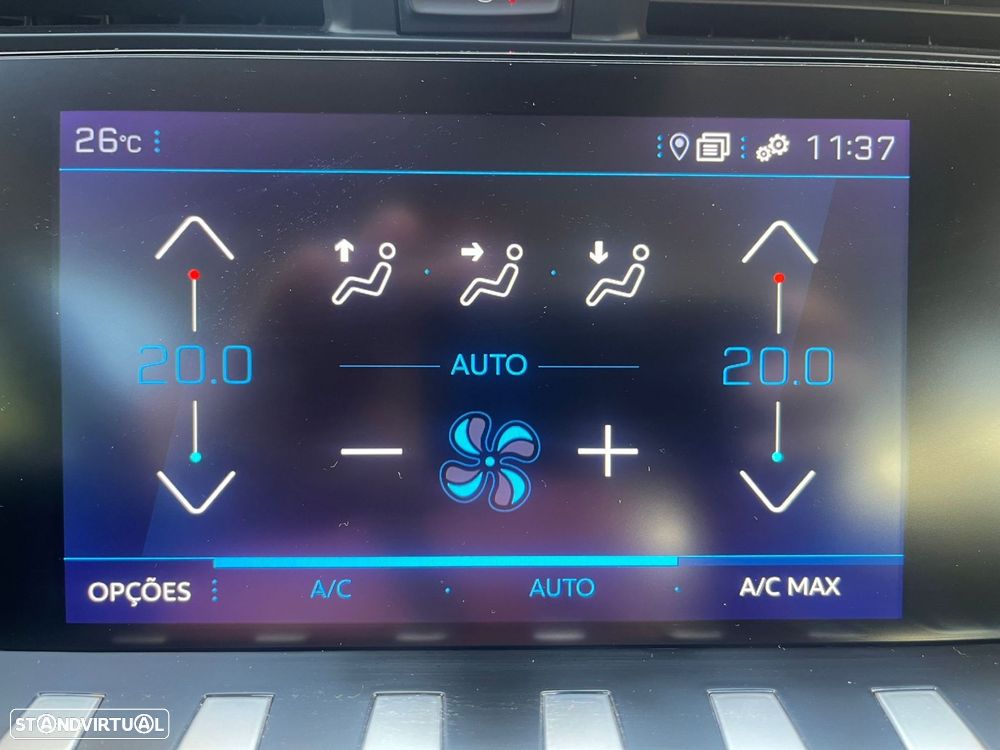 26°C 11:37
20.0 AUTO 20.0
OPÇÕES A/C AUTO A/C MAX
STANDVIRTUAL